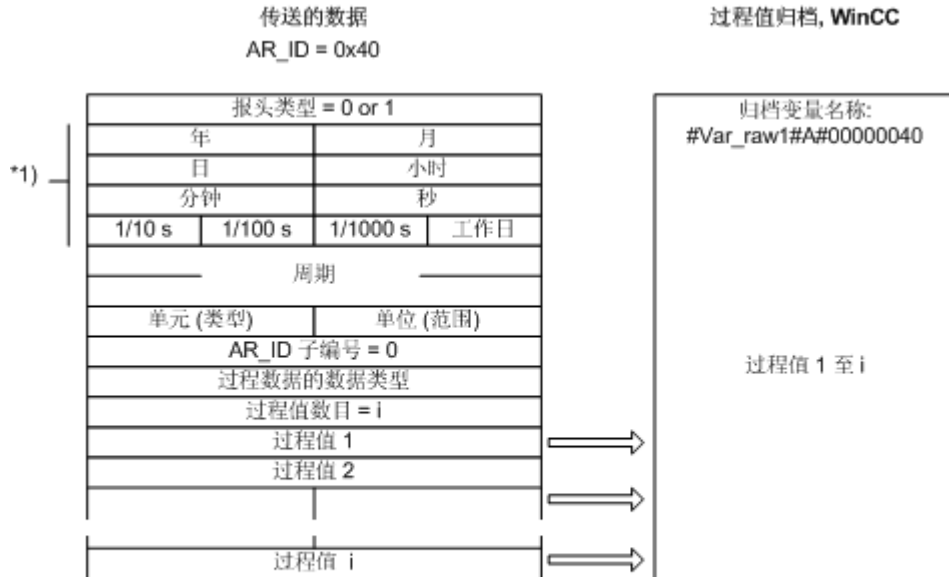 传送的数据
AR_ID = 0x40
过程值归档, WinCC
报头类型 = 0 or 1
年 月
*1)
日 小时
分钟 秒
1/10 s 1/100 s 1/1000 s 工作日
周期
单元 (类型) 单位 (范围)
AR_ID 子编号 = 0
过程数据的数据类型
过程值数目 = i
过程值 1
过程值 2
过程值 i
归档变量名称:
#Var_raw1#A#00000040
过程值 1 至 i